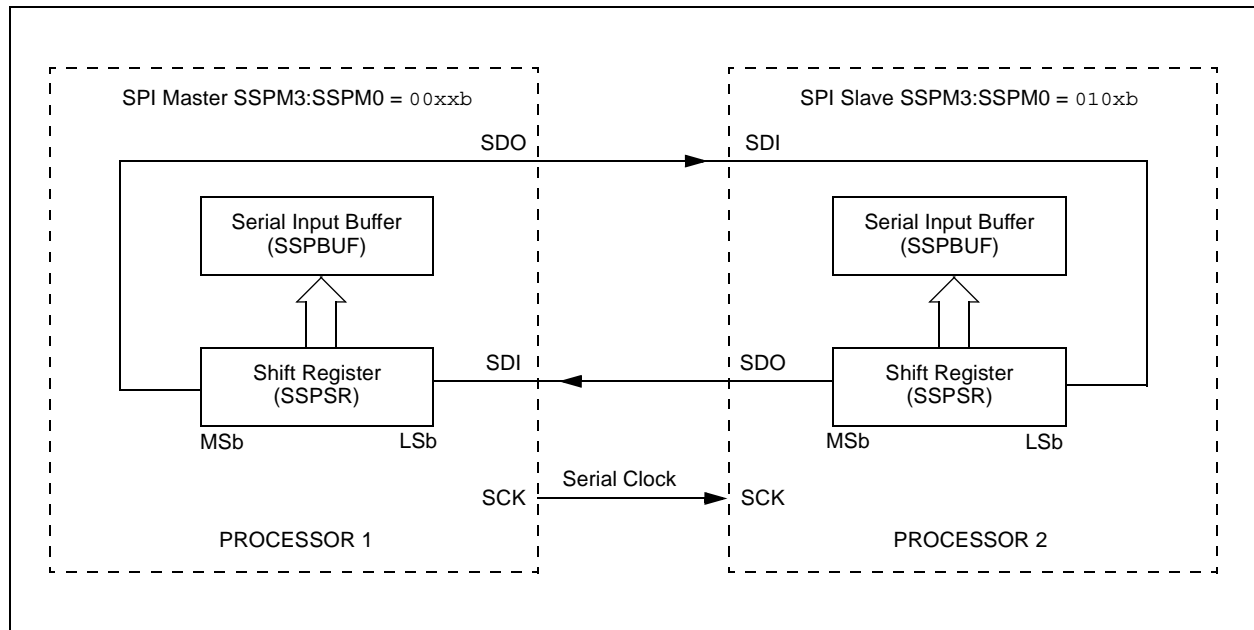 SPI Master SSPM3:SSPM0 = 00xxb
SPI Slave SSPM3:SSPM0 = 010xb
SDO
SDI
Serial Input Buffer
(SSPBUF)
Serial Input Buffer
(SSPBUF)
SDI
SDO
Shift Register
(SSPSR)
Shift Register
(SSPSR)
MSb
LSb
MSb
LSb
Serial Clock
SCK
SCK
PROCESSOR 1
PROCESSOR 2